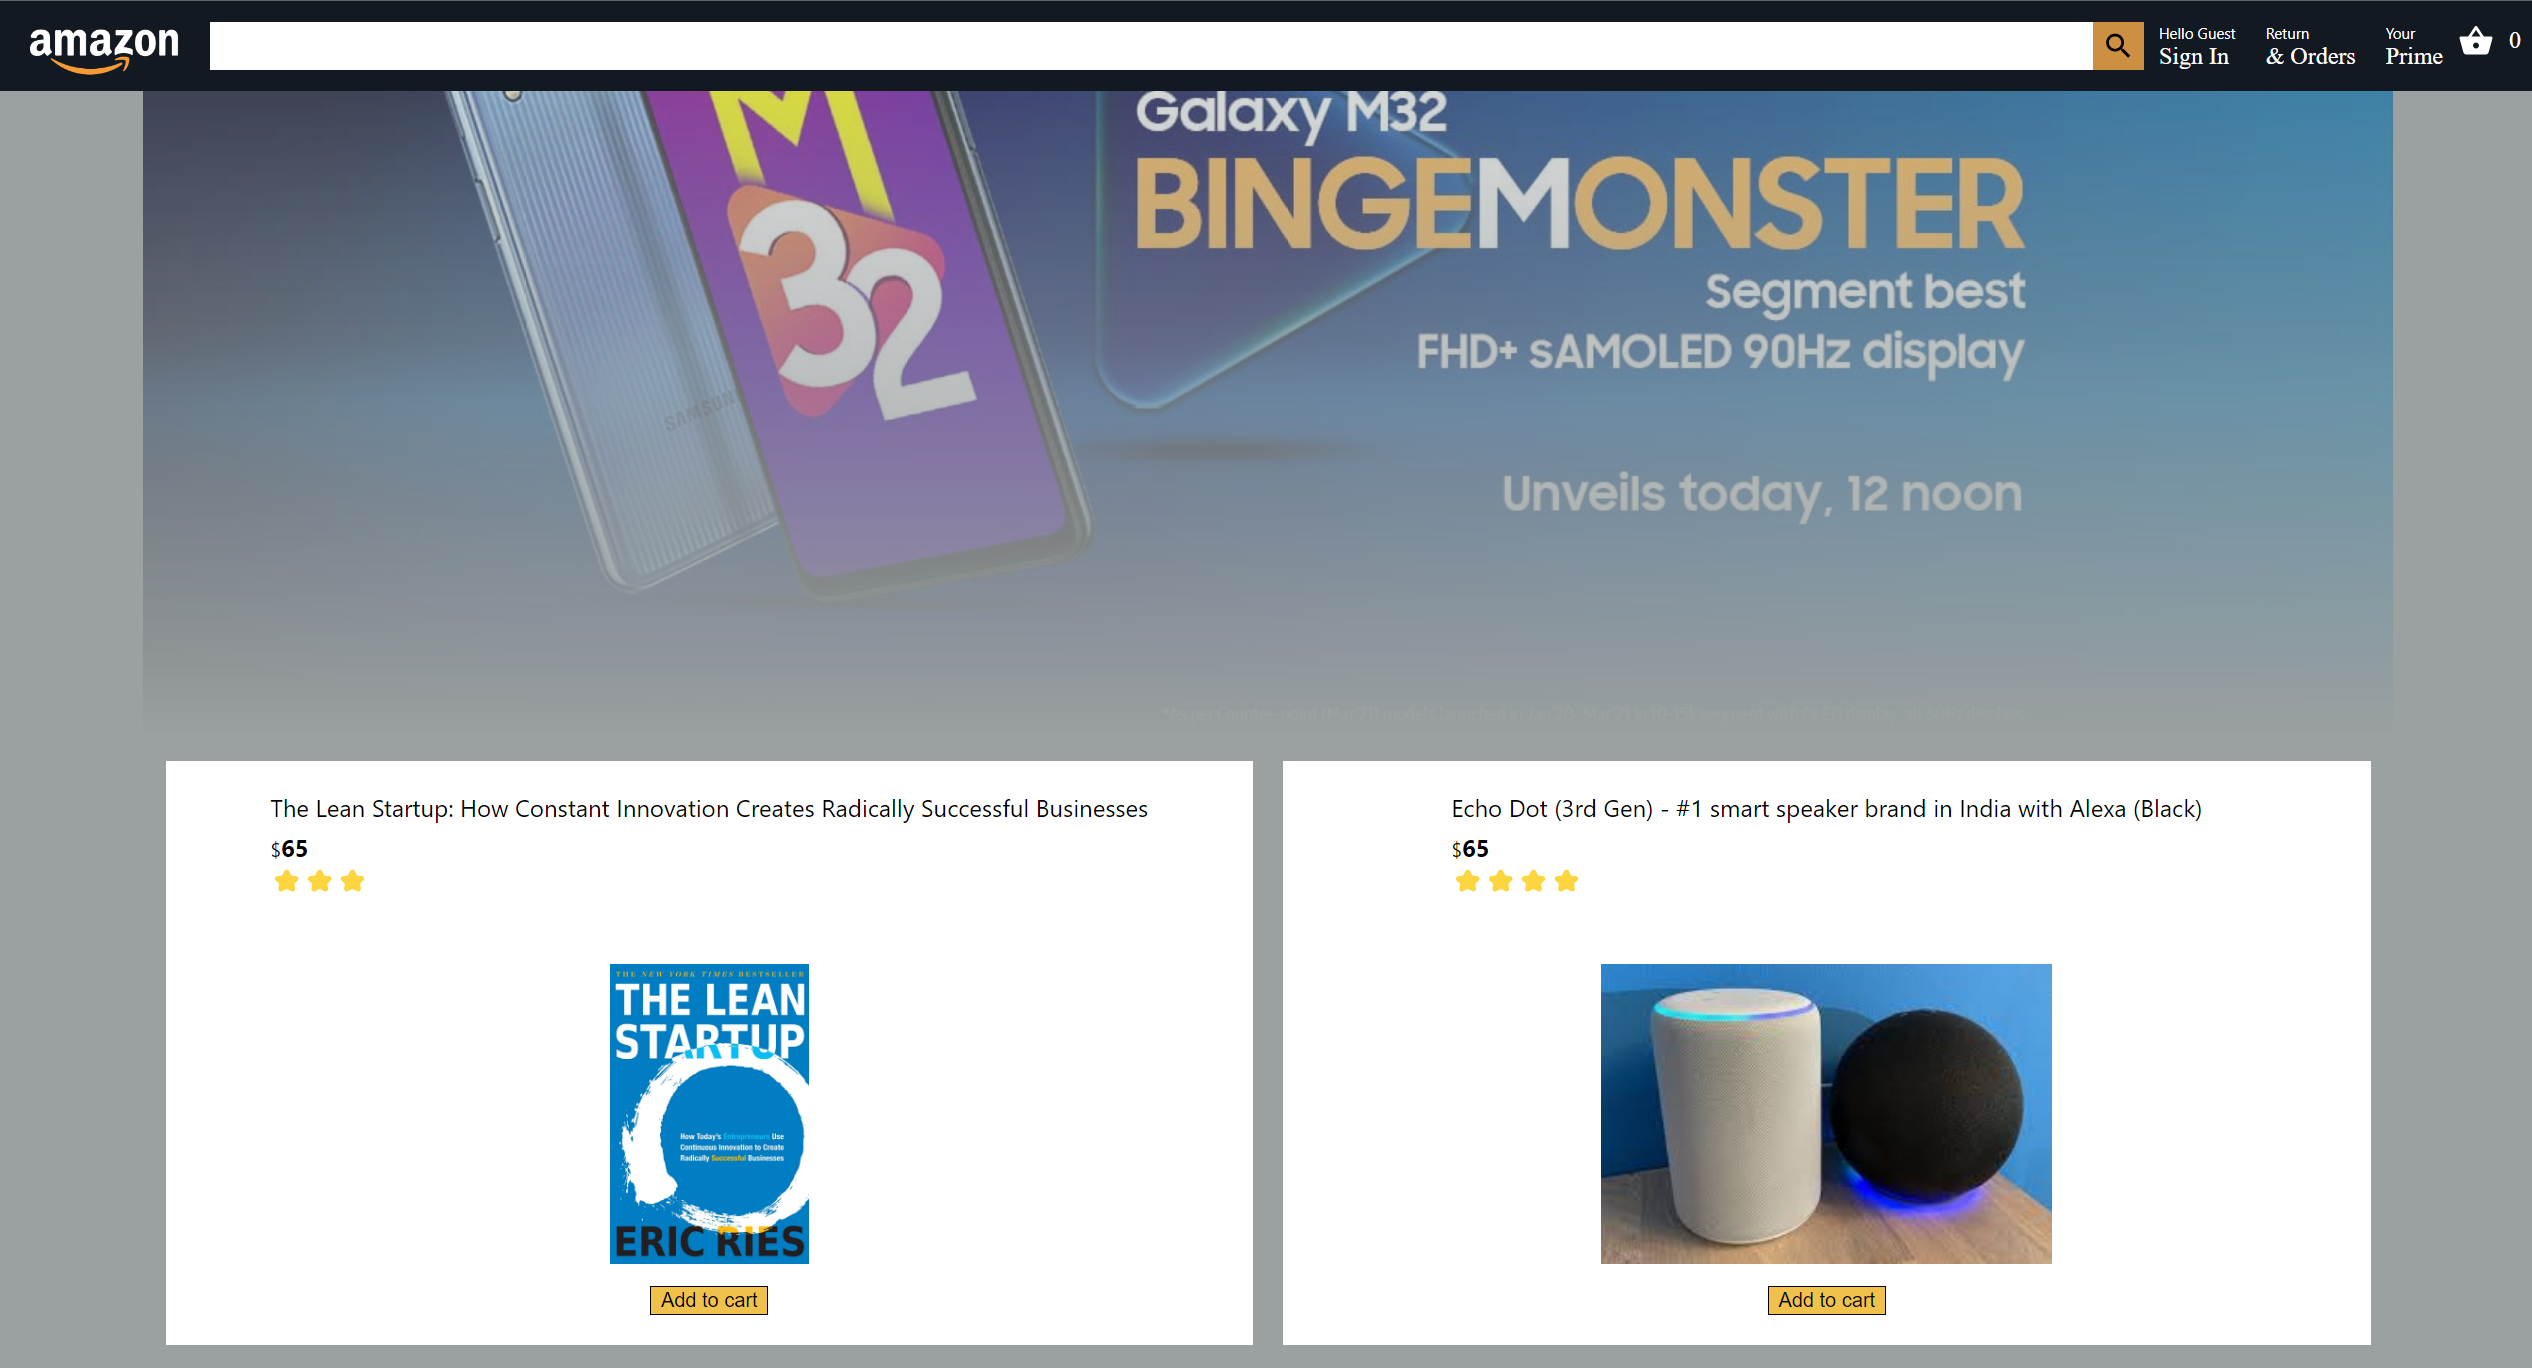 amazon
Hello Guest
Sign In
Return
& Orders
Your
Prime
0
Galaxy M32
BINGEMONSTER
Segment best
FHD+ sAMOLED 90Hz display
Unveils today, 12 noon
M
32
SAMSUN
The Lean Startup: How Constant Innovation Creates Radically Successful Businesses
$65
Echo Dot (3rd Gen) - #1 smart speaker brand in India with Alexa (Black)
$65
THE NEW YORK TIMES BESTSELLER
THE LEAN
STARTUP
How Today's Entrepreneurs Use
Continuous Innovation to Create
Radically Successful Businesses
ERIC RIES
Add to cart
Add to cart